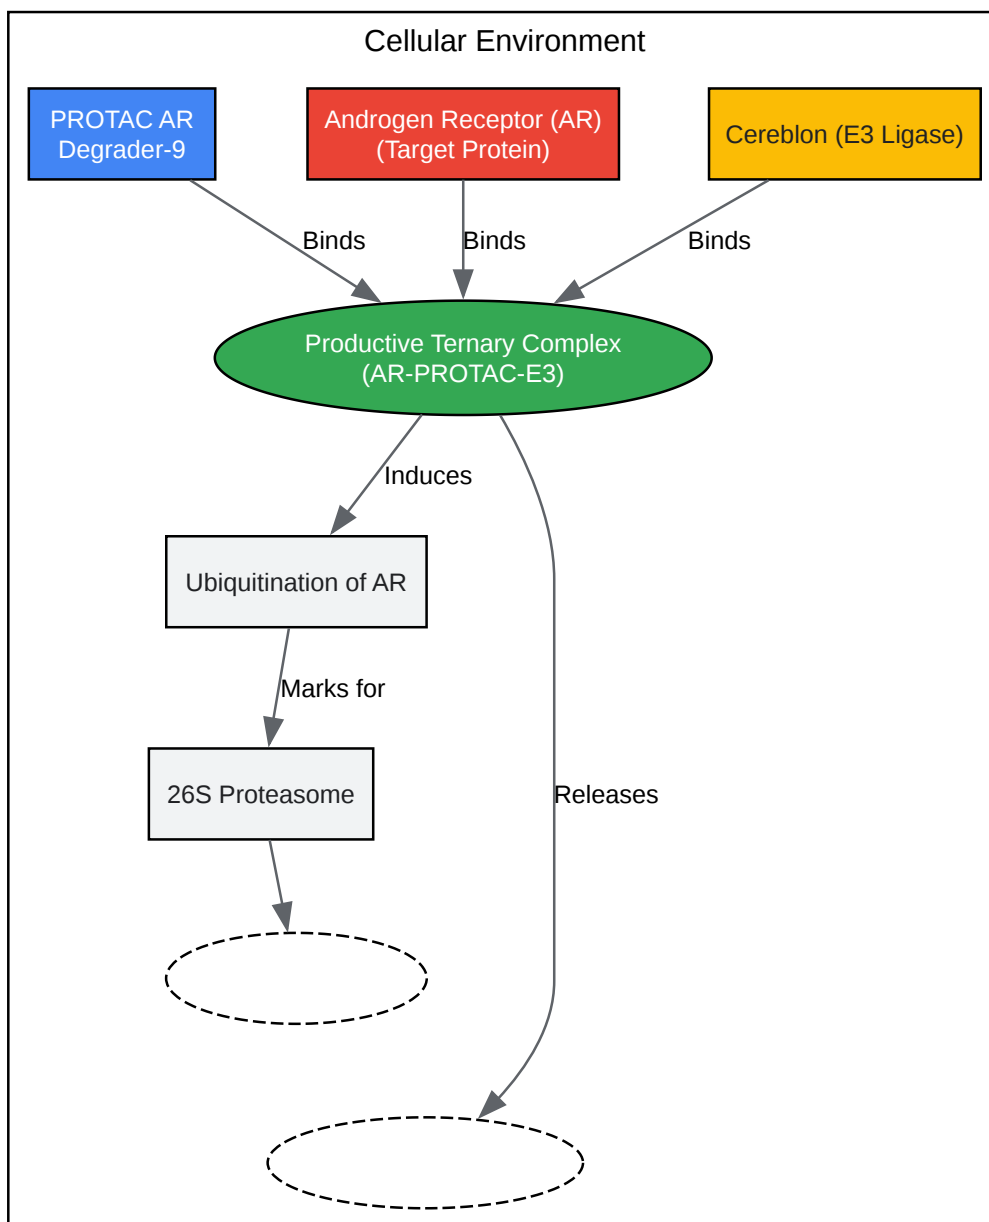 Cellular Environment
PROTAC AR
Degrader-9
Androgen Receptor (AR)
(Target Protein)
Cereblon (E3 Ligase)
Binds
Binds
Binds
Productive Ternary Complex
(AR-PROTAC-E3)
Induces
Ubiquitination of AR
Marks for
26S Proteasome
Releases